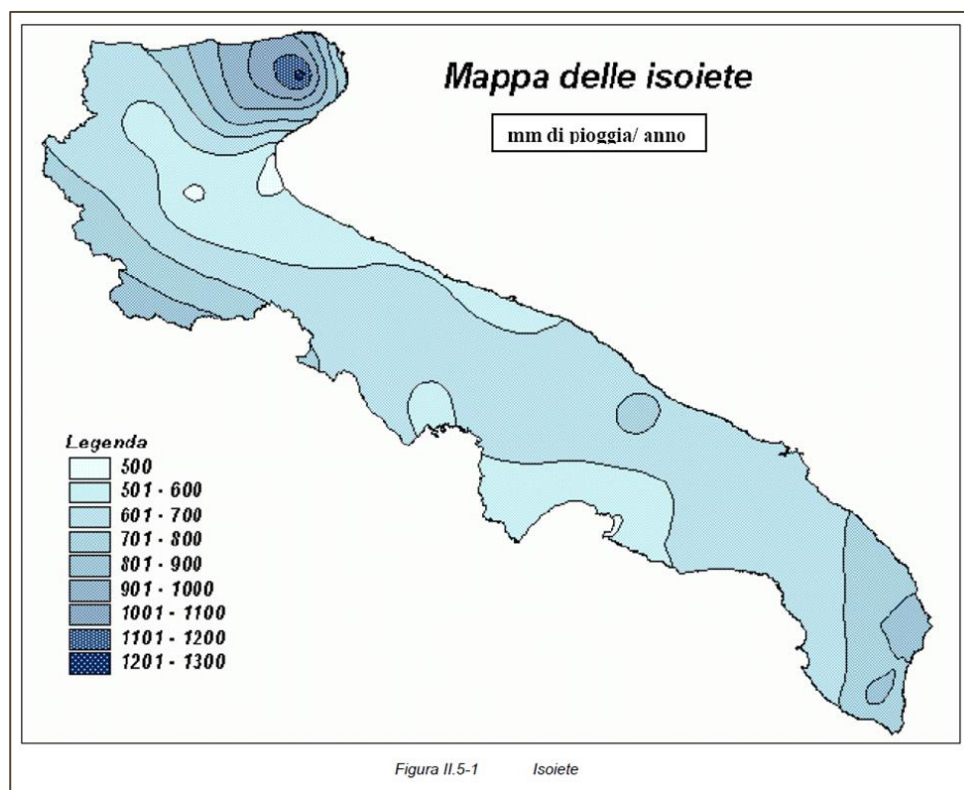 Mappa delle isoiete
mm di pioggia/ anno
Legenda
500
501 - 600
601 - 700
701 - 800
801 - 900
901 - 1000
1001 - 1100
1101 - 1200
1201 - 1300
Figura II.5-1 Isoiete